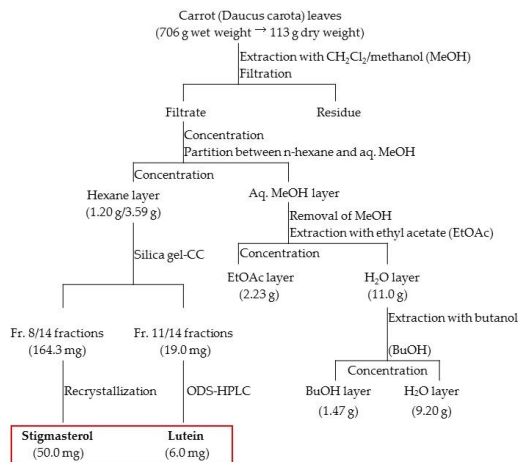 Carrot (Daucus carota) leaves
(706 g wet weight → 113 g dry weight)
Extraction with CH₂Cl₂/methanol (MeOH)
Filtration
Filtrate
Residue
Concentration
Partition between n-hexane and aq. MeOH
Concentration
Hexane layer
(1.20 g/3.59 g)
Aq. MeOH layer
Removal of MeOH
Extraction with ethyl acetate (EtOAc)
Silica gel-CC
Concentration
EtOAc layer
(2.23 g)
H₂O layer
(11.0 g)
Extraction with butanol
(BuOH)
Concentration
Fr. 8/14 fractions
(164.3 mg)
Fr. 11/14 fractions
(19.0 mg)
BuOH layer
(1.47 g)
H₂O layer
(9.20 g)
Recrystallization
ODS-HPLC
Stigmasterol
(50.0 mg)
Lutein
(6.0 mg)